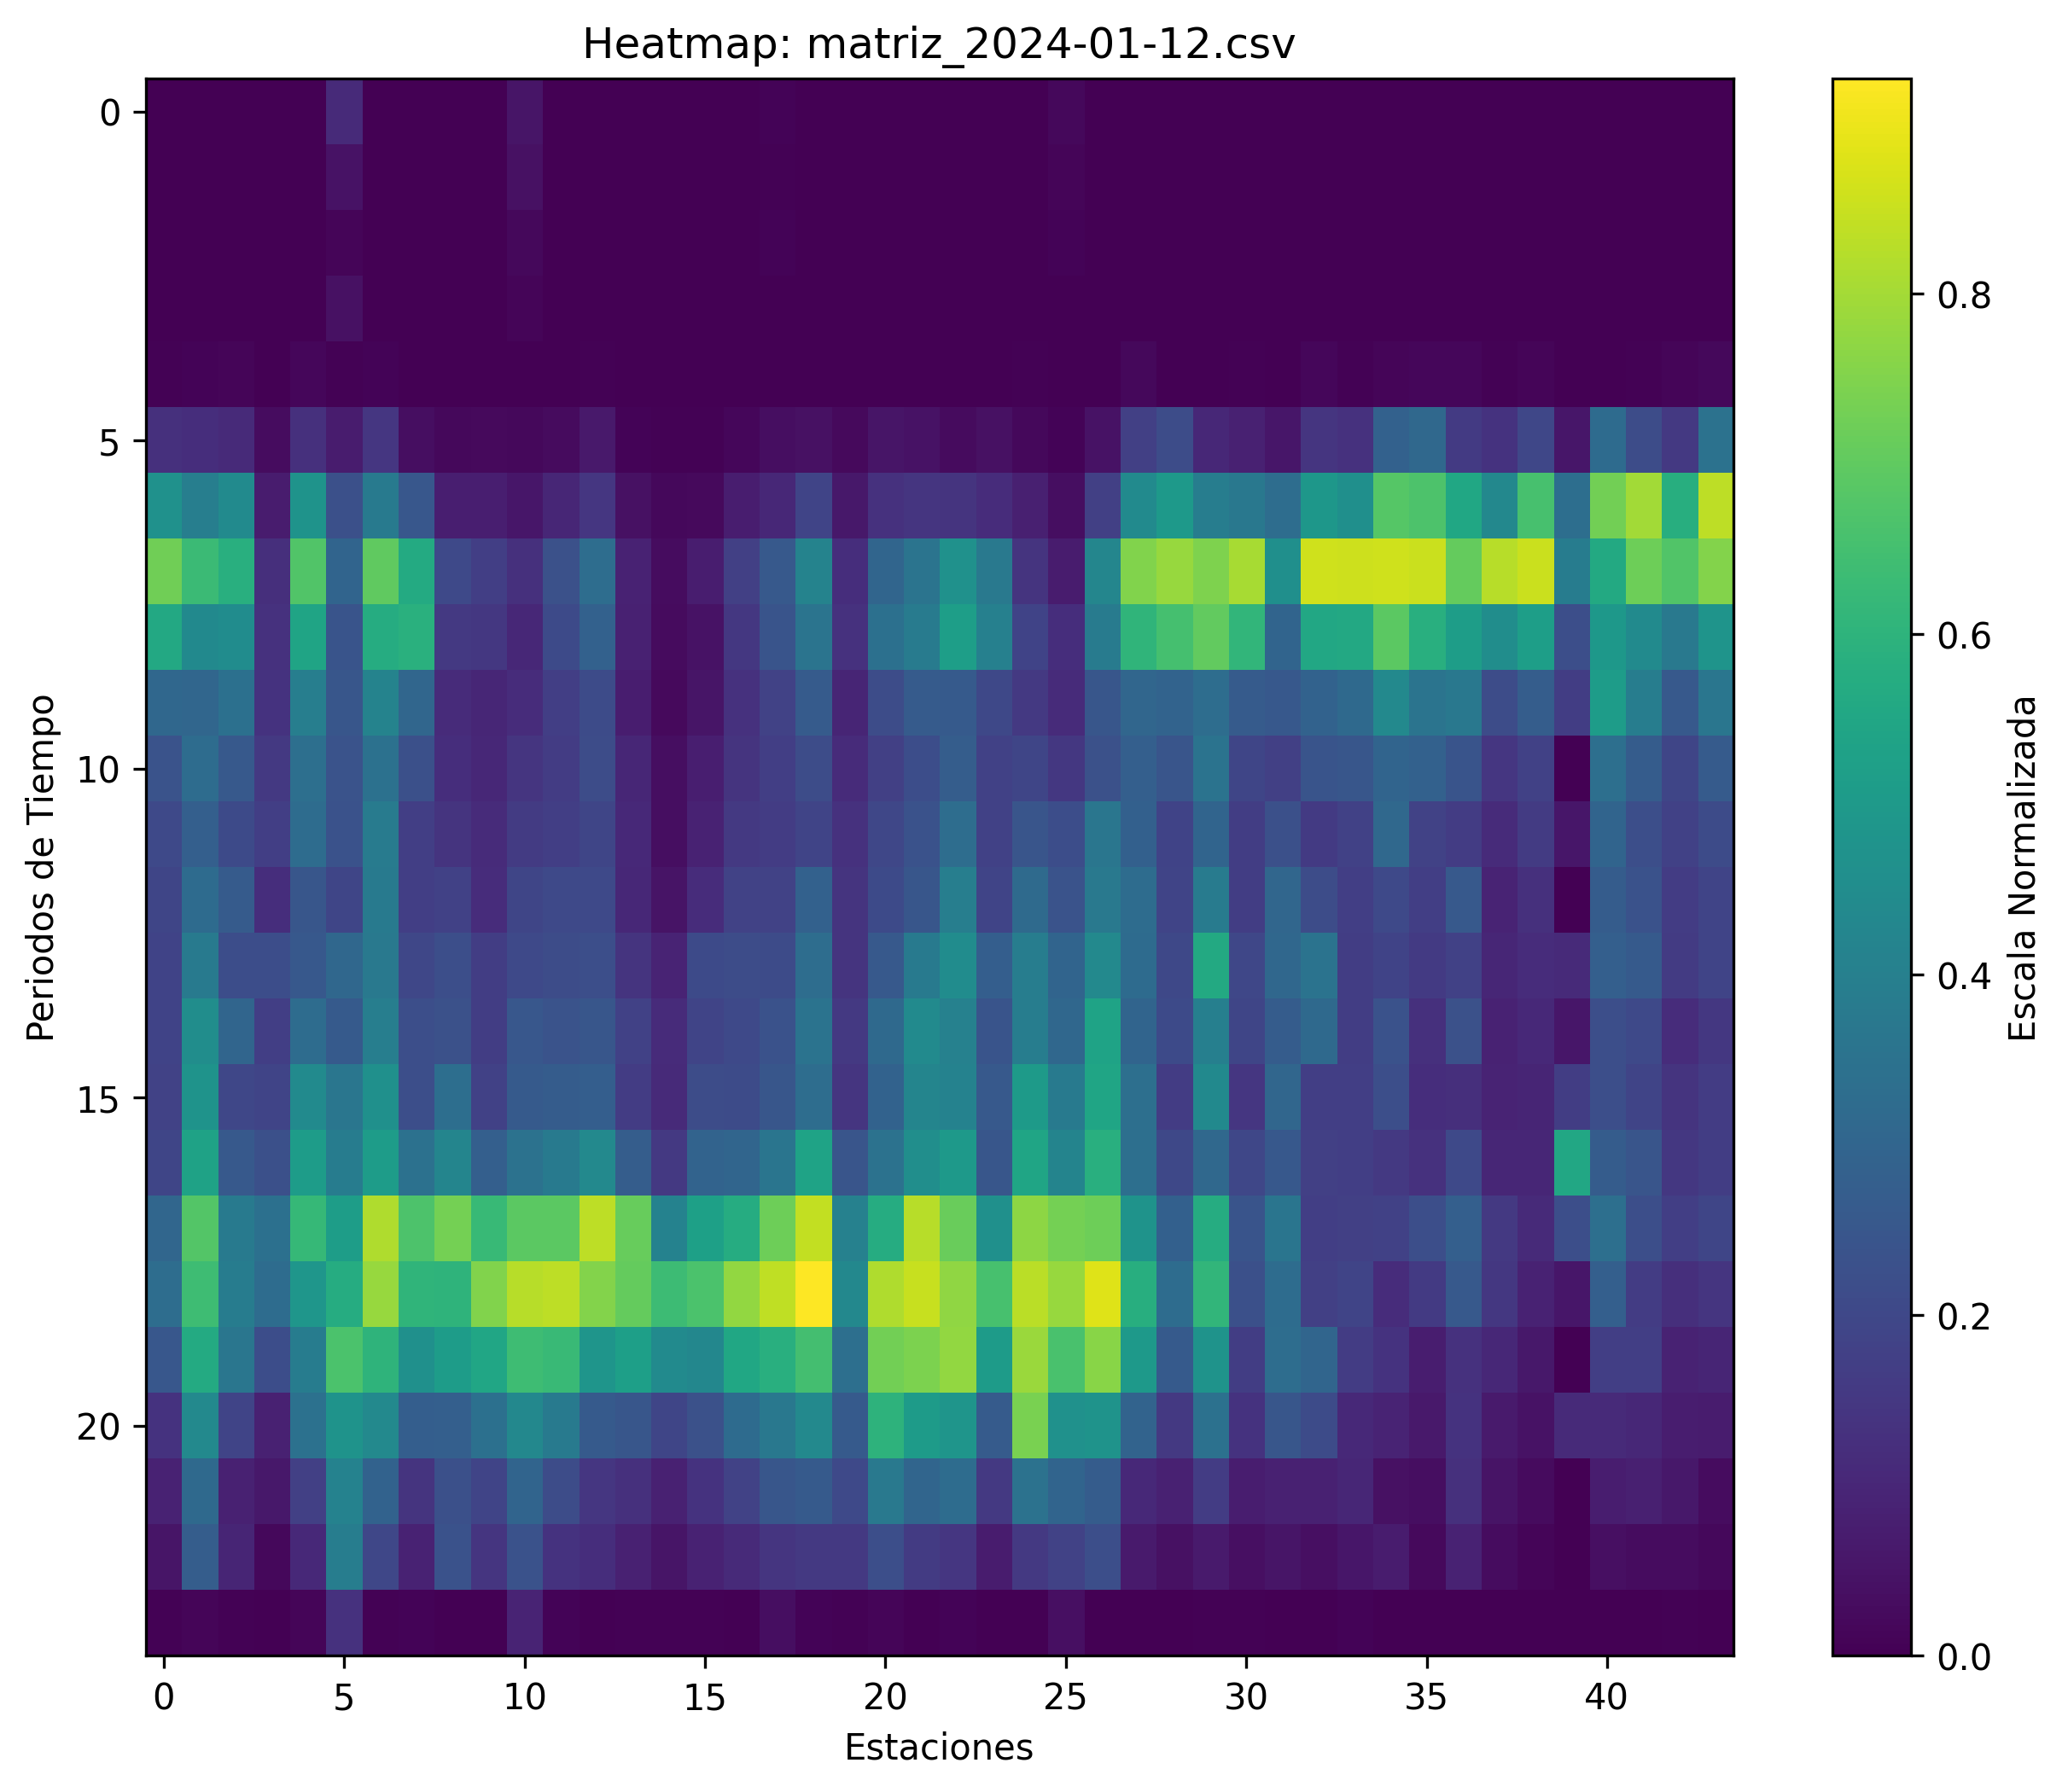 Heatmap: matriz_2024-01-12.csv
Periodos de Tiempo
0
5
10
15
20
0 5 10 15 20 25 30 35 40
Estaciones
0.8
0.6
0.4
0.2
0.0
Escala Normalizada